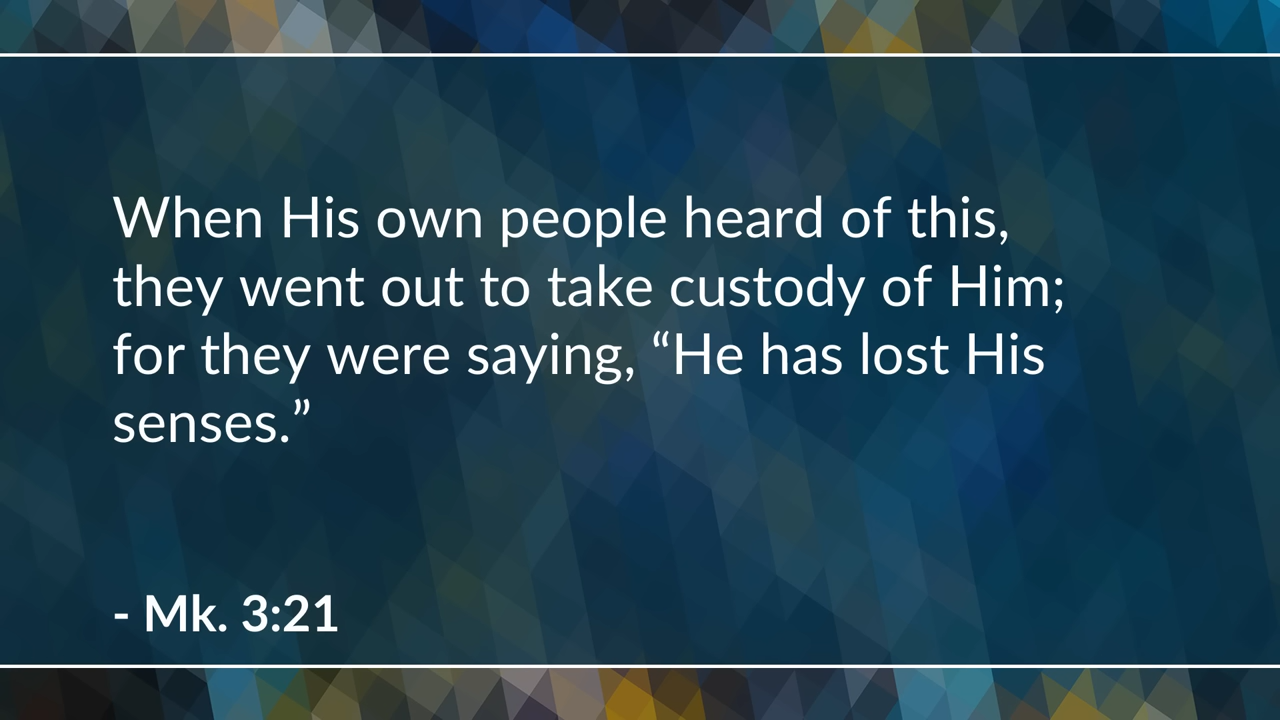 When His own people heard of this,
they went out to take custody of Him;
for they were saying, “He has lost His
senses.”
- Mk. 3:21